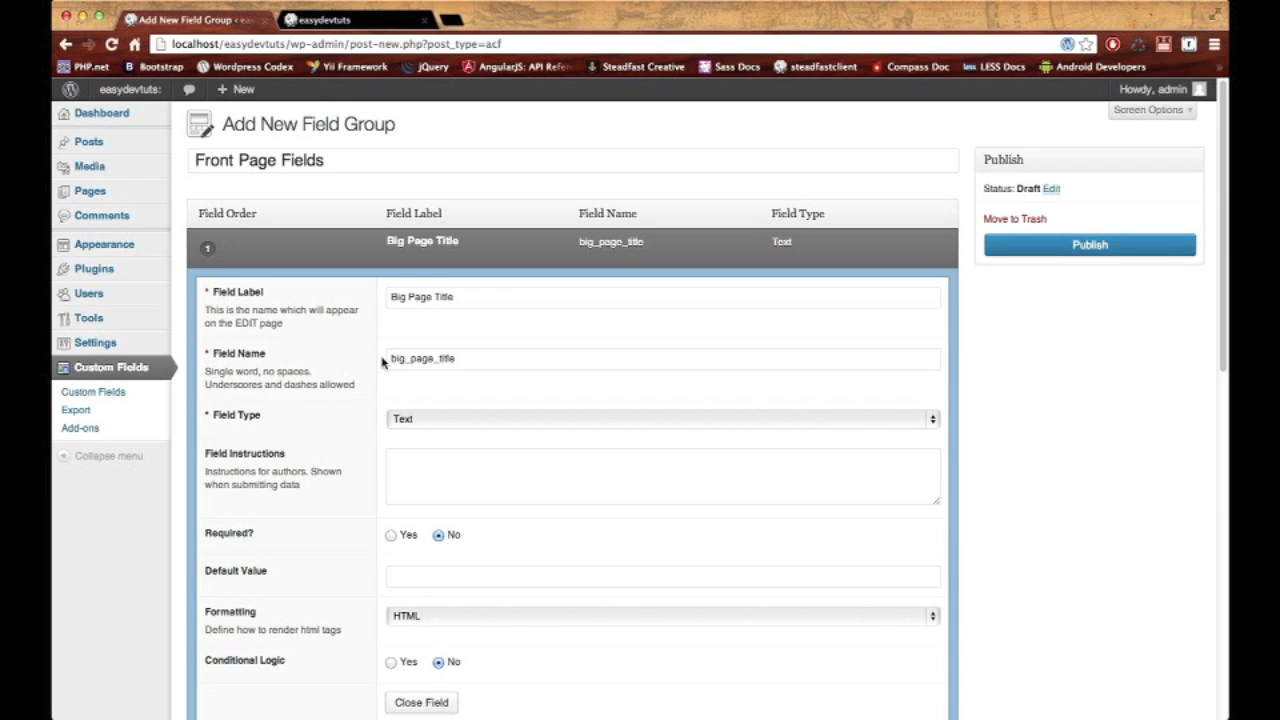 Add New Field Group ‹ eas
easydevtuts
localhost/easydevtuts/wp-admin/post-new.php?post_type=acf
PHP.net Bootstrap Wordpress Codex Yii Framework jQuery AngularJS: API Refe Steadfast Creative Sass Docs steadfastclient Compass Doc LESS Docs Android Developers
easydevtuts: + New Howdy, admin
Screen Options
Dashboard
Posts
Media
Pages
Comments
Appearance
Plugins
Users
Tools
Settings
Custom Fields
Custom Fields
Export
Add-ons
Collapse menu
Add New Field Group
Front Page Fields
Field Order Field Label Field Name Field Type
1 Big Page Title big_page_title Text
* Field Label
This is the name which will appear
on the EDIT page
Big Page Title
* Field Name
Single word, no spaces.
Underscores and dashes allowed
big_page_title
* Field Type
Text
Field Instructions
Instructions for authors. Shown
when submitting data
Required?
Yes No
Default Value
Formatting
Define how to render html tags
HTML
Conditional Logic
Yes No
Close Field
Publish
Status: Draft Edit
Move to Trash
Publish